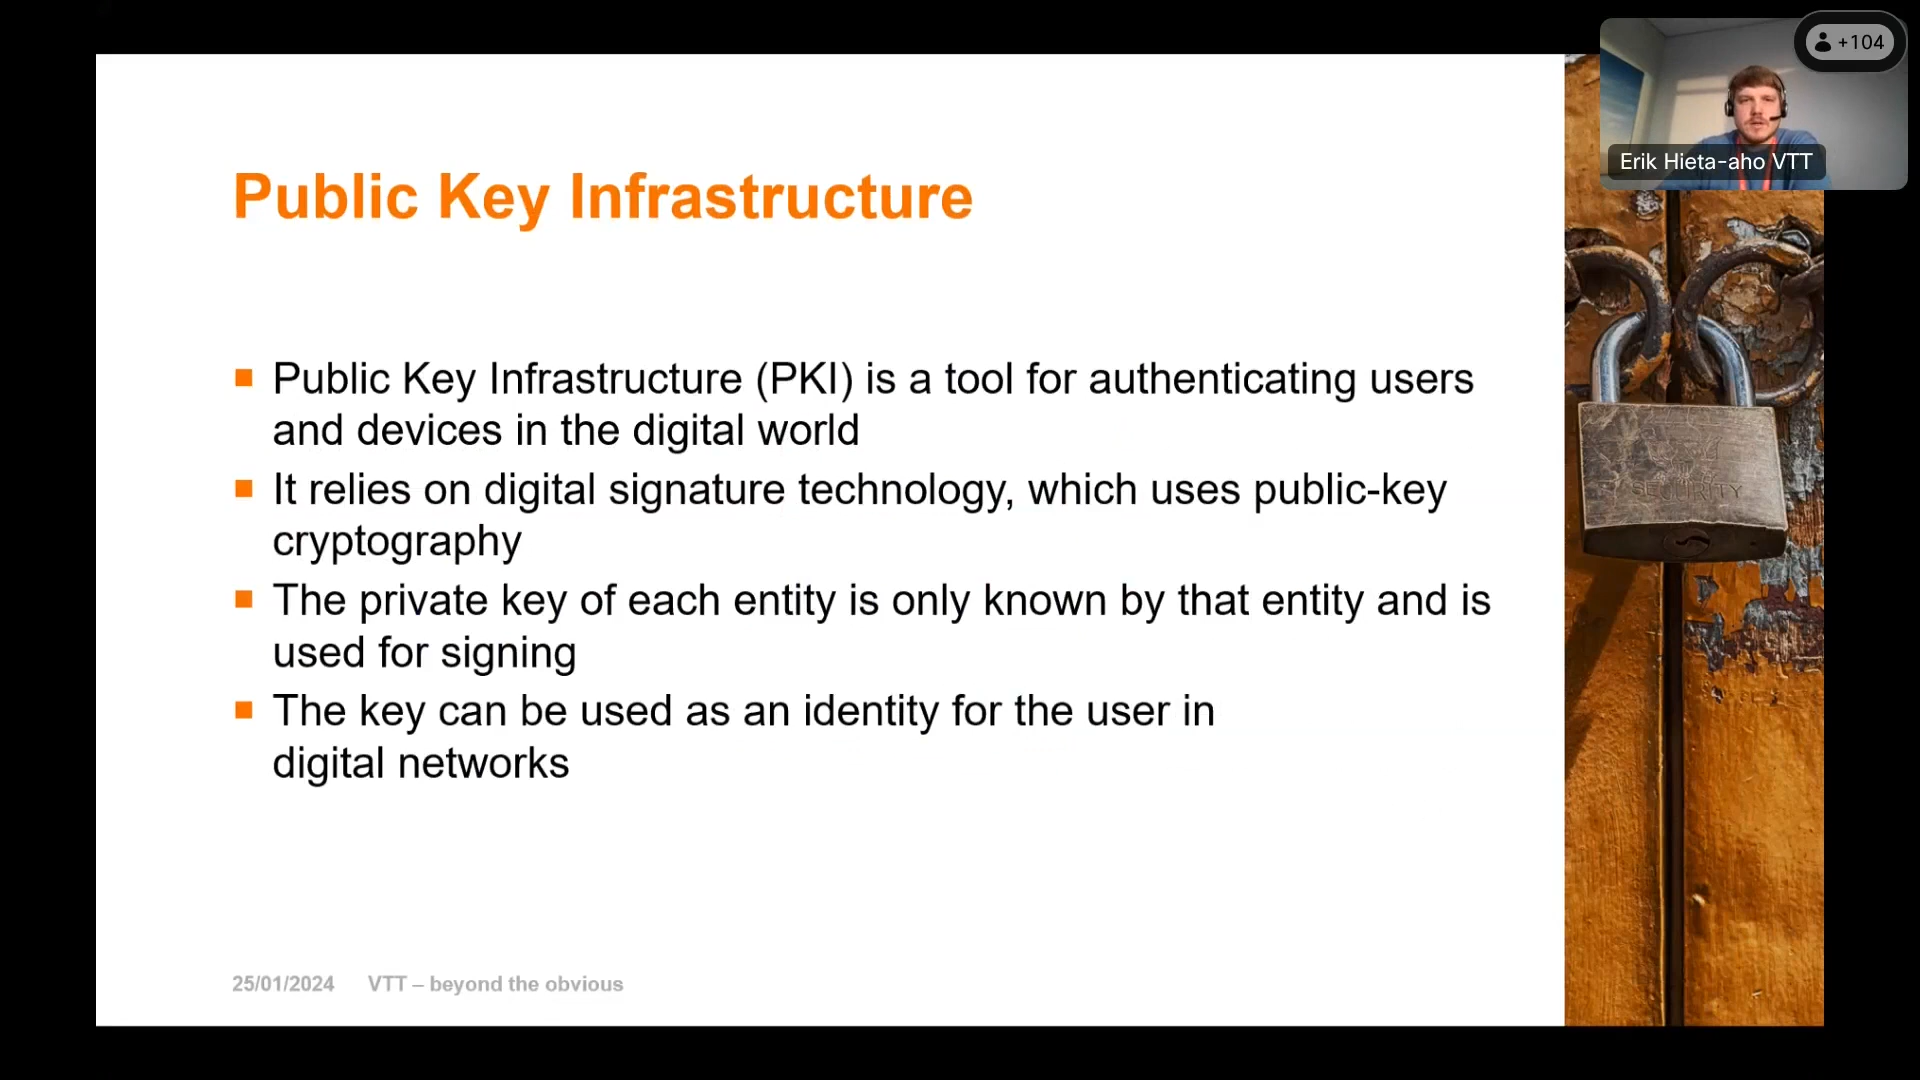 +104
Erik Hieta-aho VTT
Public Key Infrastructure
Public Key Infrastructure (PKI) is a tool for authenticating users
and devices in the digital world
It relies on digital signature technology, which uses public-key
cryptography
The private key of each entity is only known by that entity and is
used for signing
The key can be used as an identity for the user in
digital networks
SECURITY
25/01/2024 VTT – beyond the obvious